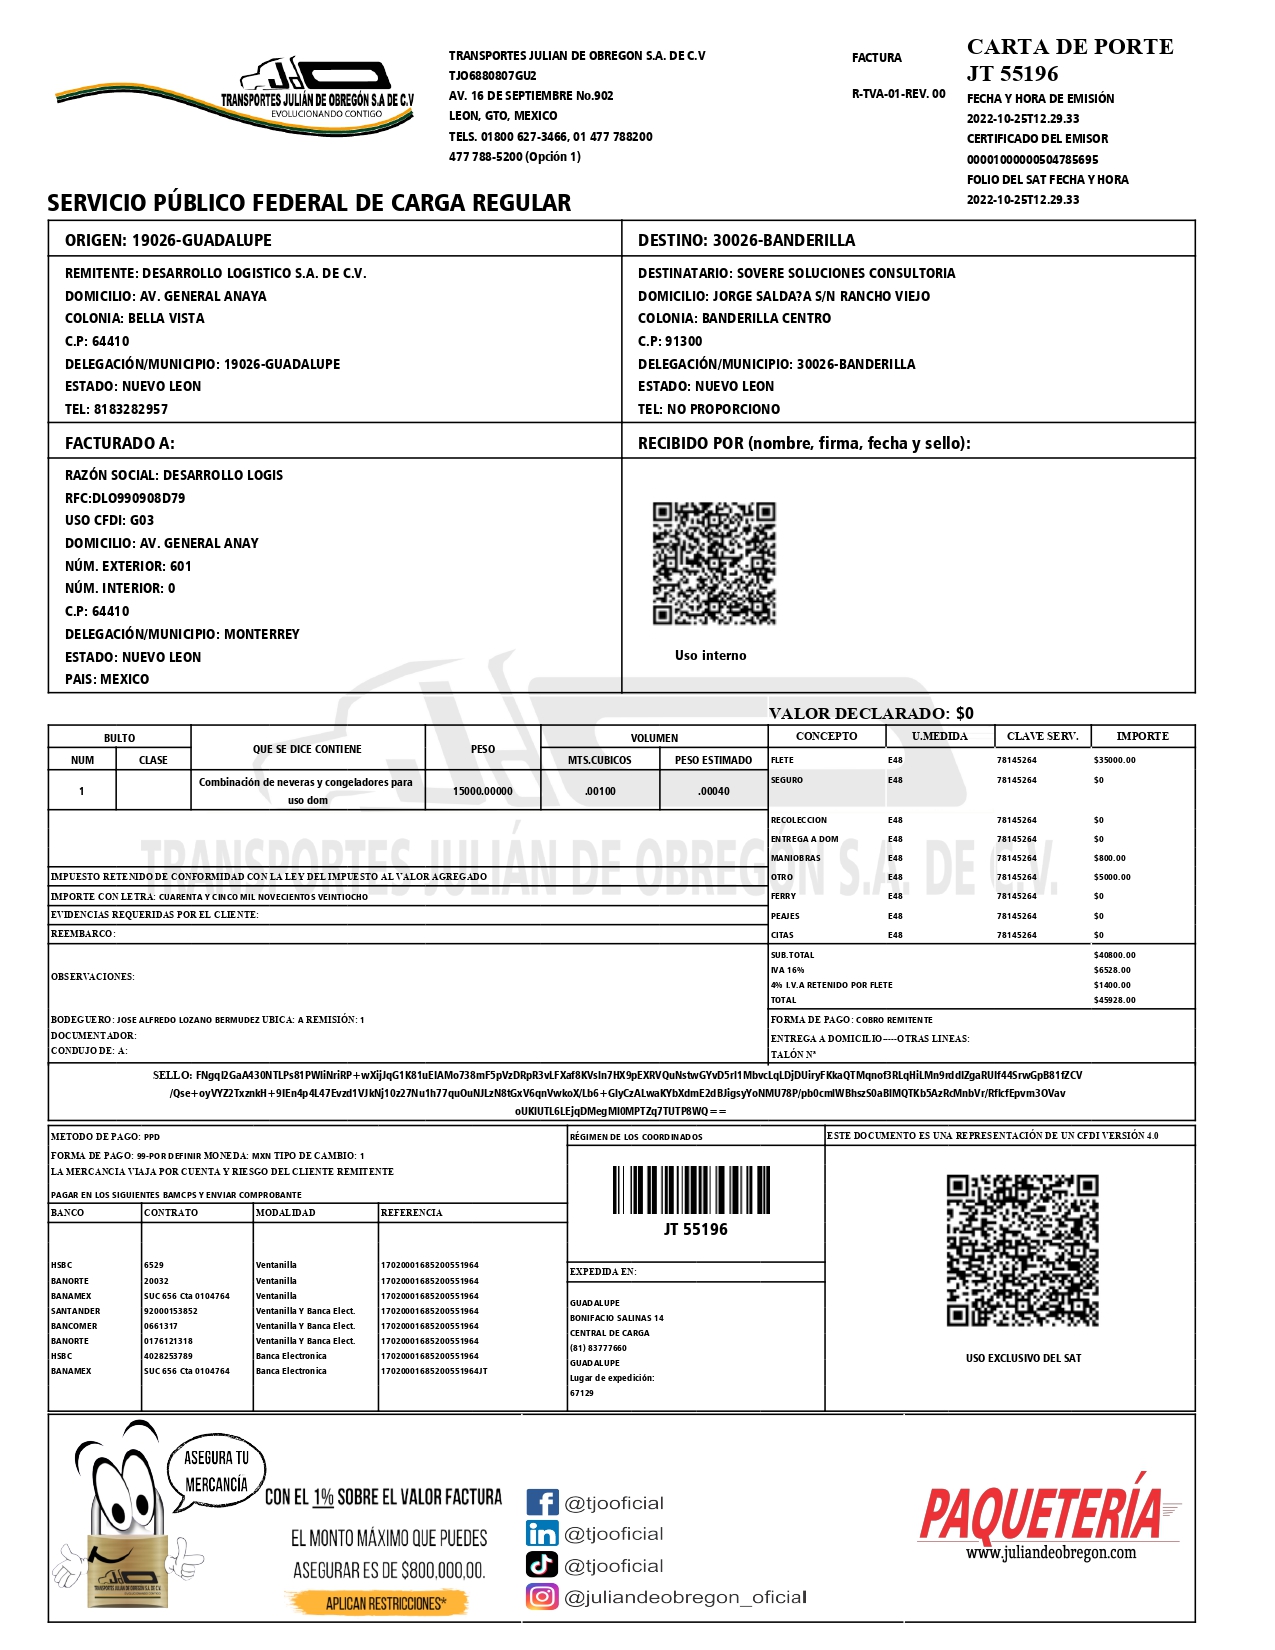 TRANSPORTES JULIÁN DE OBREGÓN S.A DE C.V
EVOLUCIONANDO CONTIGO
TRANSPORTES JULIAN DE OBREGON S.A. DE C.V
TJO6880807GU2
AV. 16 DE SEPTIEMBRE No.902
LEON, GTO, MEXICO
TELS. 01800 627-3466, 01 477 788200
477 788-5200 (Opción 1)
FACTURA
R-TVA-01-REV. 00
CARTA DE PORTE
JT 55196
FECHA Y HORA DE EMISIÓN
2022-10-25T12.29.33
CERTIFICADO DEL EMISOR
00001000000504785695
FOLIO DEL SAT FECHA Y HORA
2022-10-25T12.29.33
SERVICIO PÚBLICO FEDERAL DE CARGA REGULAR
ORIGEN: 19026-GUADALUPE
REMITENTE: DESARROLLO LOGISTICO S.A. DE C.V.
DOMICILIO: AV. GENERAL ANAYA
COLONIA: BELLA VISTA
C.P: 64410
DELEGACIÓN/MUNICIPIO: 19026-GUADALUPE
ESTADO: NUEVO LEON
TEL: 8183282957
DESTINO: 30026-BANDERILLA
DESTINATARIO: SOVERE SOLUCIONES CONSULTORIA
DOMICILIO: JORGE SALDA?A S/N RANCHO VIEJO
COLONIA: BANDERILLA CENTRO
C.P: 91300
DELEGACIÓN/MUNICIPIO: 30026-BANDERILLA
ESTADO: NUEVO LEON
TEL: NO PROPORCIONO
FACTURADO A:
RAZÓN SOCIAL: DESARROLLO LOGIS
RFC:DLO990908D79
USO CFDI: G03
DOMICILIO: AV. GENERAL ANAY
NÚM. EXTERIOR: 601
NÚM. INTERIOR: 0
C.P: 64410
DELEGACIÓN/MUNICIPIO: MONTERREY
ESTADO: NUEVO LEON
PAIS: MEXICO
RECIBIDO POR (nombre, firma, fecha y sello):
Uso interno
TRANSPORTES JULIÁN DE OBREGÓN S.A. DE C.V.
VALOR DECLARADO: $0
BULTO QUE SE DICE CONTIENE PESO VOLUMEN
NUM CLASE MTS.CUBICOS PESO ESTIMADO
1 Combinación de neveras y congeladores para 15000.00000 .00100 .00040
uso dom
IMPUESTO RETENIDO DE CONFORMIDAD CON LA LEY DEL IMPUESTO AL VALOR AGREGADO
IMPORTE CON LETRA: CUARENTA Y CINCO MIL NOVECIENTOS VEINTIOCHO
EVIDENCIAS REQUERIDAS POR EL CLIENTE:
REEMBARCO:
OBSERVACIONES:
BODEGUERO: JOSE ALFREDO LOZANO BERMUDEZ UBICA: A REMISIÓN: 1
DOCUMENTADOR:
CONDUJO DE: A:
CONCEPTO U.MEDIDA CLAVE SERV. IMPORTE
FLETE E48 78145264 $35000.00
SEGURO E48 78145264 $0
RECOLECCION E48 78145264 $0
ENTREGA A DOM E48 78145264 $0
MANIOBRAS E48 78145264 $800.00
OTRO E48 78145264 $5000.00
FERRY E48 78145264 $0
PEAJES E48 78145264 $0
CITAS E48 78145264 $0
SUB.TOTAL $40800.00
IVA 16% $6528.00
4% I.V.A RETENIDO POR FLETE $1400.00
TOTAL $45928.00
FORMA DE PAGO: COBRO REMITENTE
ENTREGA A DOMICILIO-----OTRAS LINEAS:
TALÓN Nº
SELLO:
METODO DE PAGO: PPD
FORMA DE PAGO: 99-POR DEFINIR MONEDA: MXN TIPO DE CAMBIO: 1
LA MERCANCIA VIAJA POR CUENTA Y RIESGO DEL CLIENTE REMITENTE
PAGAR EN LOS SIGUIENTES BAMCPS Y ENVIAR COMPROBANTE
BANCO CONTRATO MODALIDAD REFERENCIA
HSBC 6529 Ventanilla 17020001685200551964
BANORTE 20032 Ventanilla 17020001685200551964
BANAMEX SUC 656 Cta 0104764 Ventanilla 17020001685200551964
SANTANDER 92000153852 Ventanilla Y Banca Elect. 17020001685200551964
BANCOMER 0661317 Ventanilla Y Banca Elect. 17020001685200551964
BANORTE 0176121318 Ventanilla Y Banca Elect. 17020001685200551964
HSBC 4028253789 Banca Electronica 17020001685200551964
BANAMEX SUC 656 Cta 0104764 Banca Electronica 17020001685200551964JT
RÉGIMEN DE LOS COORDINADOS
JT 55196
EXPEDIDA EN:
GUADALUPE
BONIFACIO SALINAS 14
CENTRAL DE CARGA
(81) 83777660
GUADALUPE
Lugar de expedición:
67129
ESTE DOCUMENTO ES UNA REPRESENTACIÓN DE UN CFDI VERSIÓN 4.0
USO EXCLUSIVO DEL SAT
ASEGURA TU
MERCANCÍA
CON EL 1% SOBRE EL VALOR FACTURA
EL MONTO MÁXIMO QUE PUEDES
ASEGURAR ES DE $800,000,00.
APLICAN RESTRICCIONES*
@tjooficial
@tjooficial
@tjooficial
@juliandeobregon_oficial
PAQUETERÍA
www.juliandeobregon.com